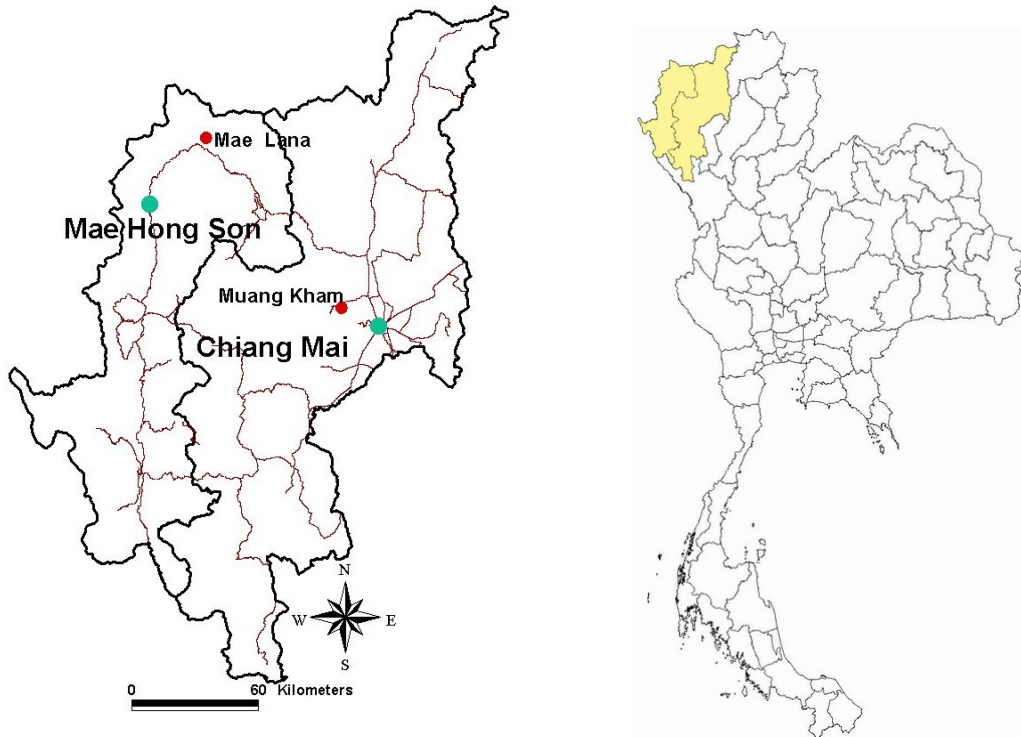 Mae Lana
Mae Hong Son
Muang Kham
Chiang Mai
N
W E
S
0 60 Kilometers